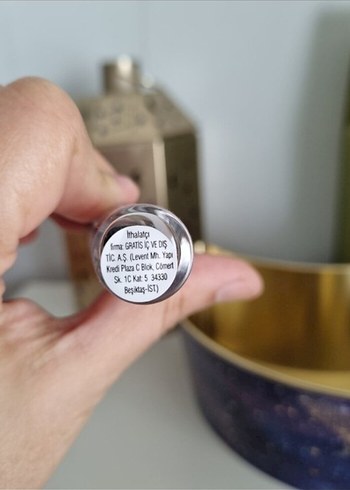 İthalatçı
firma: GRATİS İÇ VE DIŞ
TİC. A.Ş. (Levent Mh. Yapı
Kredi Plaza C Blok, Cömert
Sk. 1C Kat: 5 34330
Beşiktaş-İST)